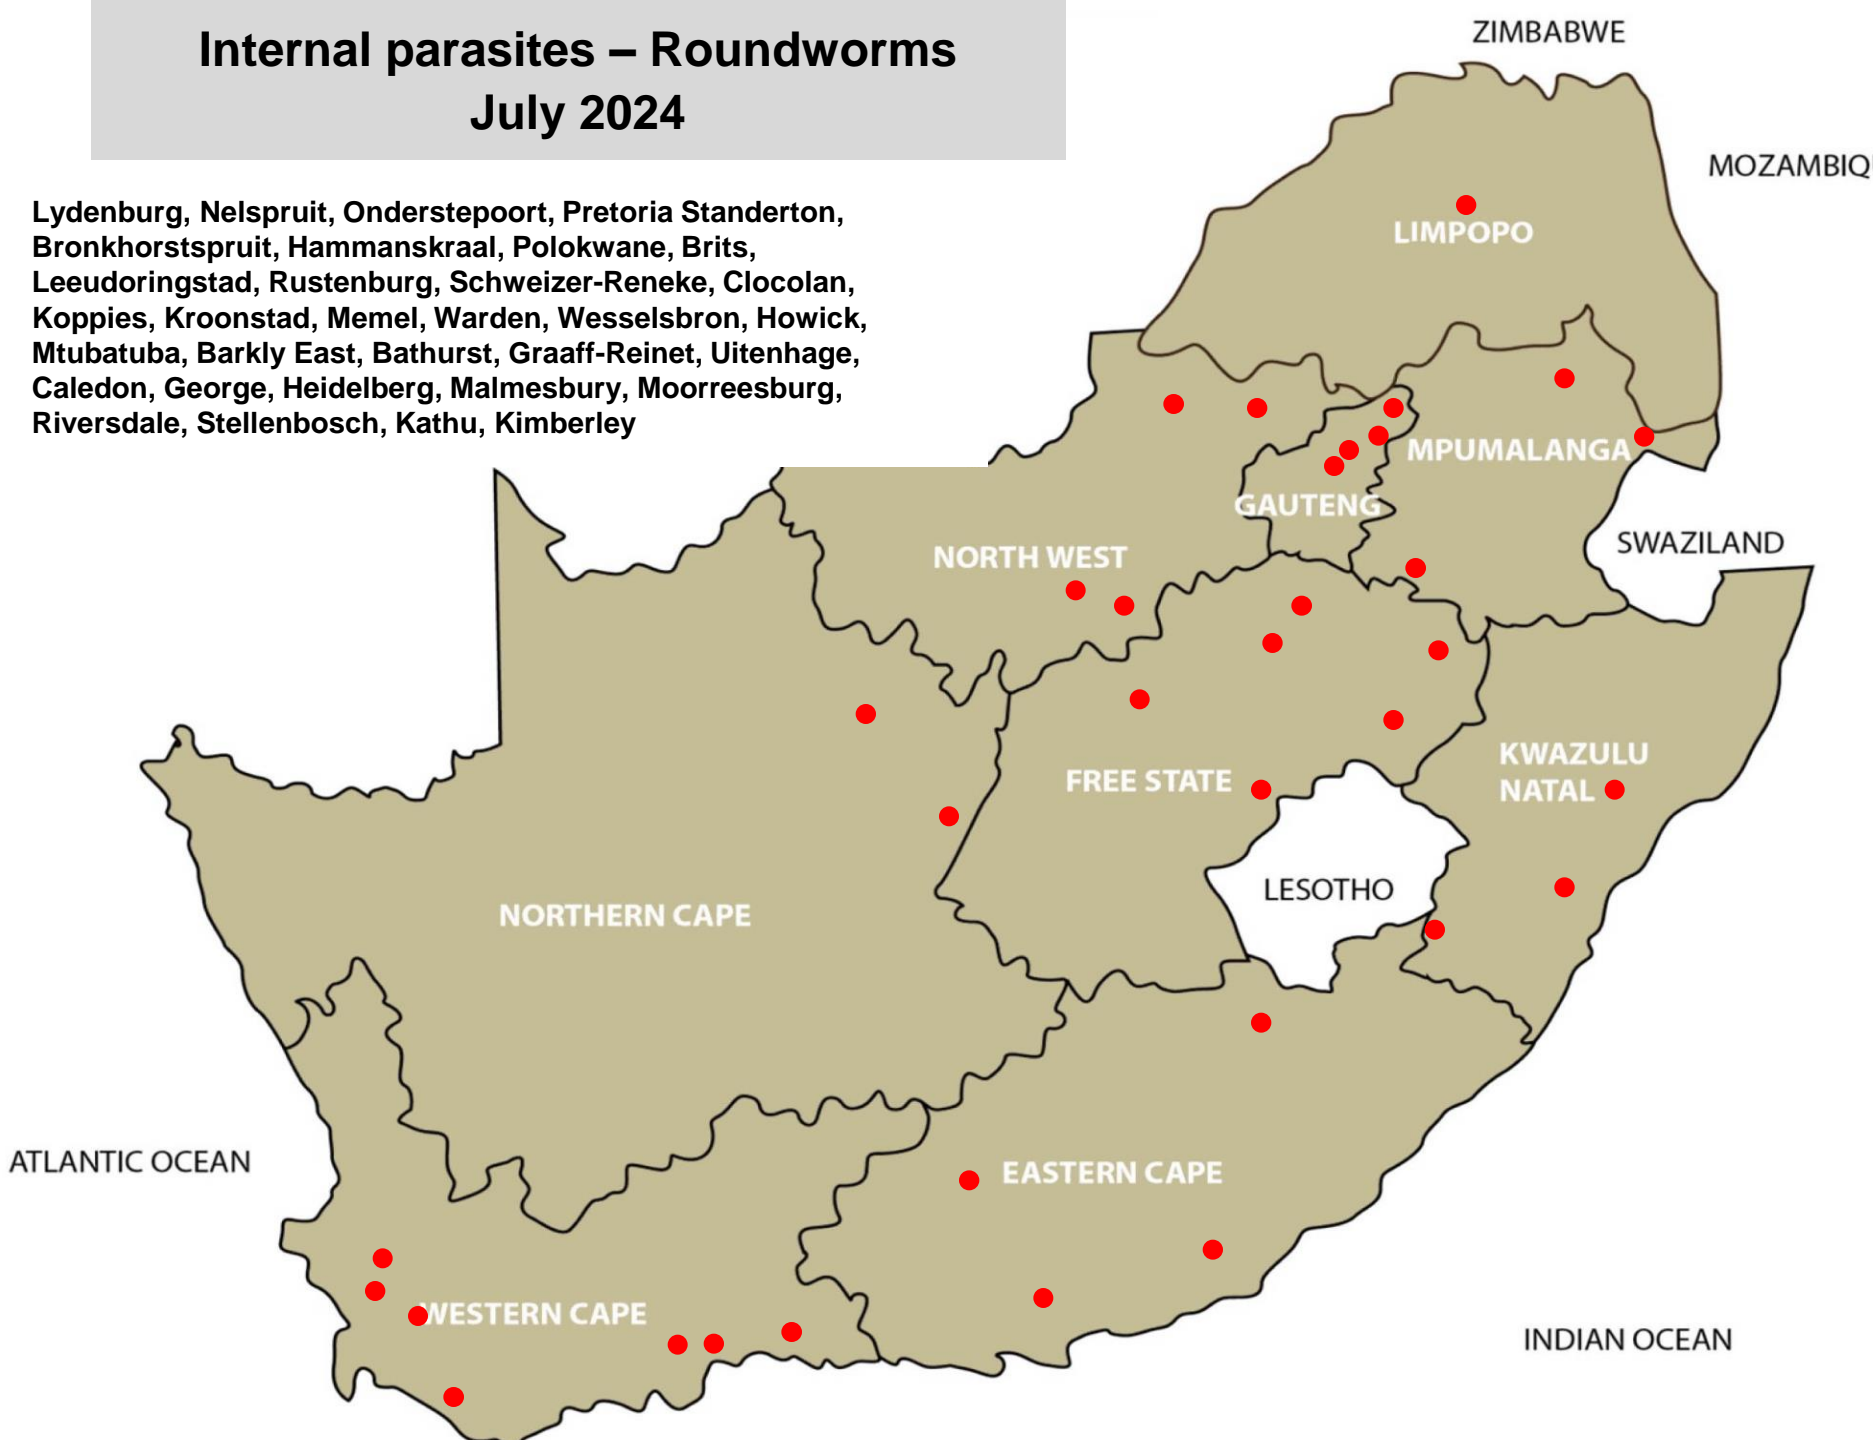 Internal parasites – Roundworms
July 2024
Lydenburg, Nelspruit, Onderstepoort, Pretoria Standerton,
Bronkhorstspruit, Hammanskraal, Polokwane, Brits,
Leeudoringstad, Rustenburg, Schweizer-Reneke, Clocolan,
Koppies, Kroonstad, Memel, Warden, Wesselsbron, Howick,
Mtubatuba, Barkly East, Bathurst, Graaff-Reinet, Uitenhage,
Caledon, George, Heidelberg, Malmesbury, Moorreesburg,
Riversdale, Stellenbosch, Kathu, Kimberley
ZIMBABWE
MOZAMBIQ
LIMPOPO
MPUMALANGA
GAUTENG
SWAZILAND
NORTH WEST
KWAZULU
NATAL
FREE STATE
LESOTHO
NORTHERN CAPE
ATLANTIC OCEAN
EASTERN CAPE
WESTERN CAPE
INDIAN OCEAN